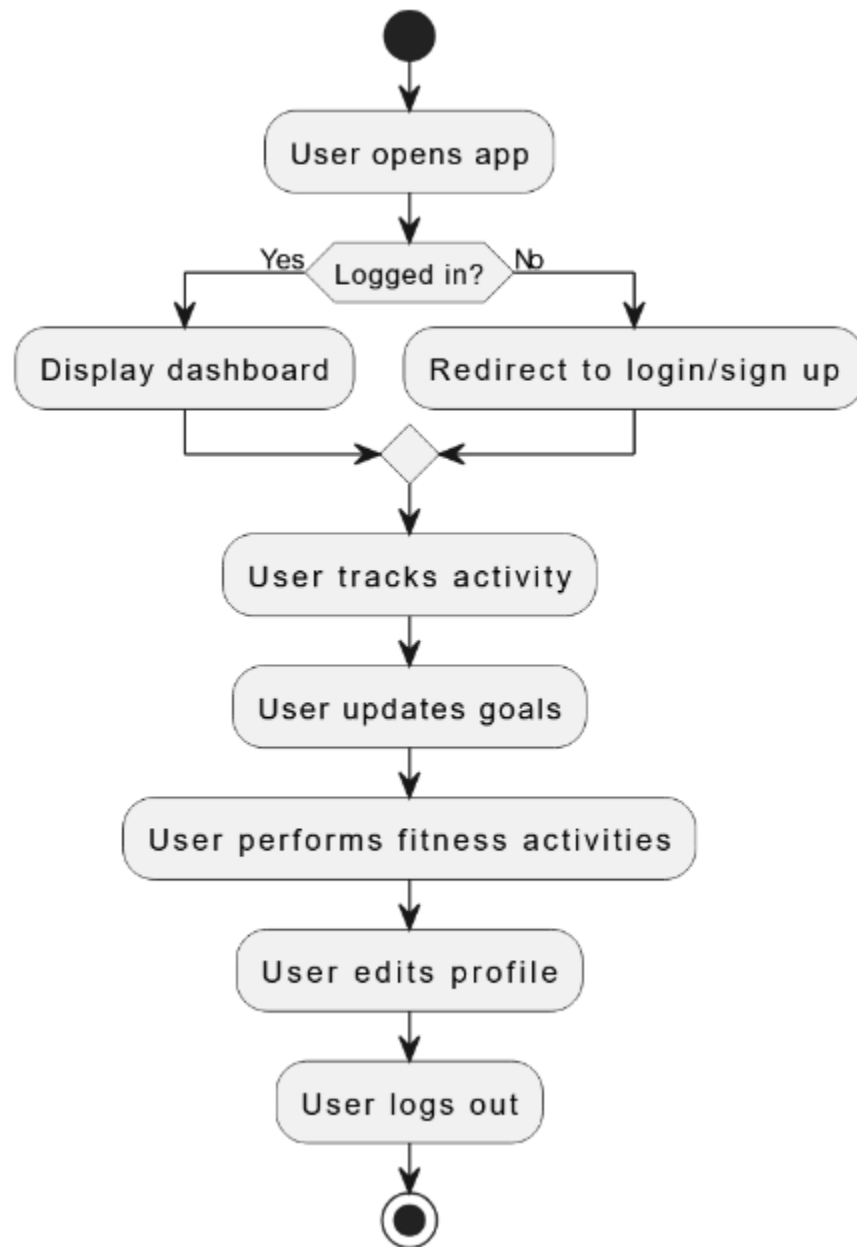 User opens app
Yes
Logged in?
No
Display dashboard
Redirect to login/sign up
User tracks activity
User updates goals
User performs fitness activities
User edits profile
User logs out